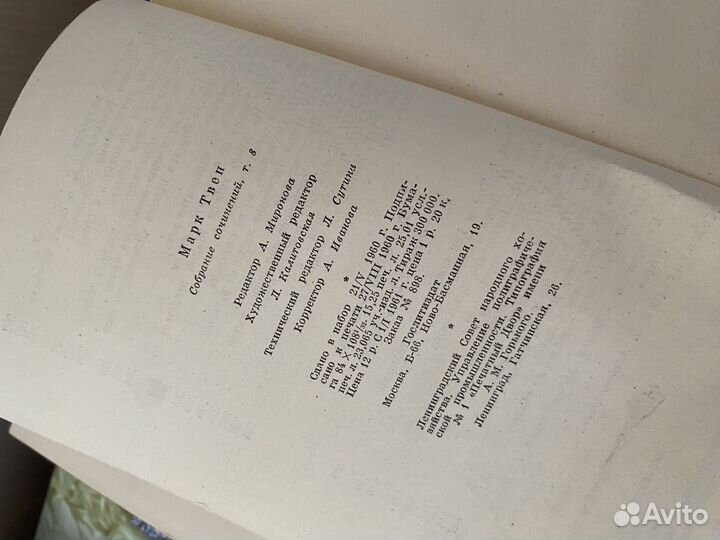 Марк Твен
Собрание сочинений, т. 8
Редактор А. Миронова
Художественный редактор
Л. Калитовская
Технический редактор Л. Сутина
Корректор А. Иванова
*
Сдано в набор 21/V 1960 г. Подпи-
сано к печати 27/VIII 1960 г. Бума-
га 84 × 108¹/₃₂. 15,25 печ. л. 25,01 усл.
печ. л. 23,065 уч.-изд. л. Тираж 300 000.
Цена 12 р. С 1/I 1961 г. цена 1 р. 20 к.
Заказ № 898.
Гослитиздат
Москва, Б-66, Ново-Басманная, 19.
*
Ленинградский Совет народного хо-
зяйства. Управление полиграфиче-
ской промышленности. Типография
№ 1 «Печатный Двор» имени
А. М. Горького.
Ленинград, Гатчинская, 26.
Avito